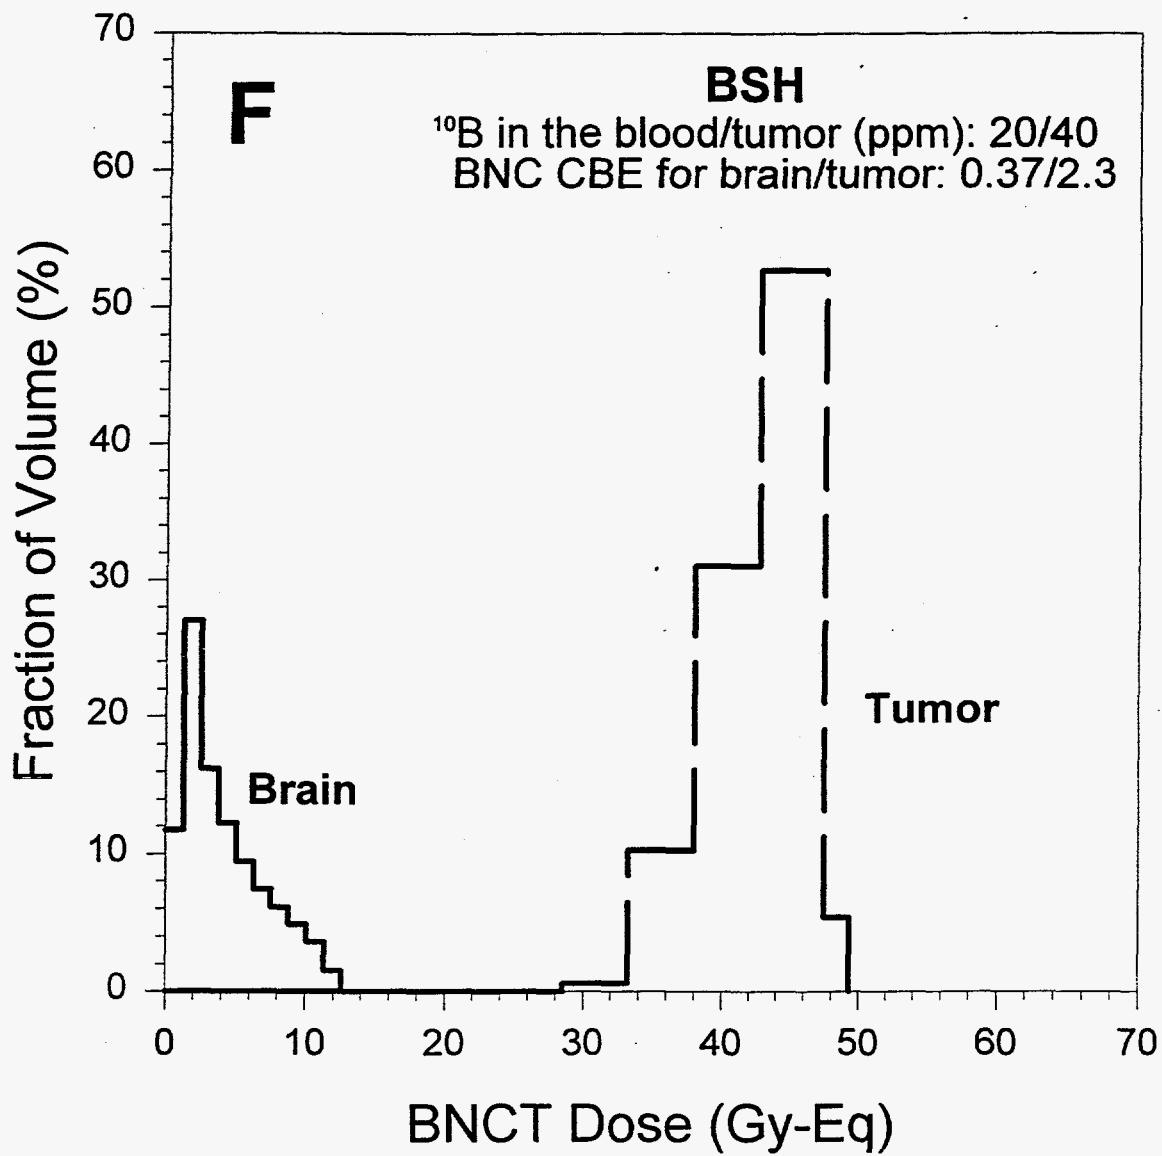 70
F
BSH
¹⁰B in the blood/tumor (ppm): 20/40
60
BNC CBE for brain/tumor: 0.37/2.3
50
40
30
20
10
0
Fraction of Volume (%)
Tumor
Brain
0 10 20 30 40 50 60 70
BNCT Dose (Gy-Eq)